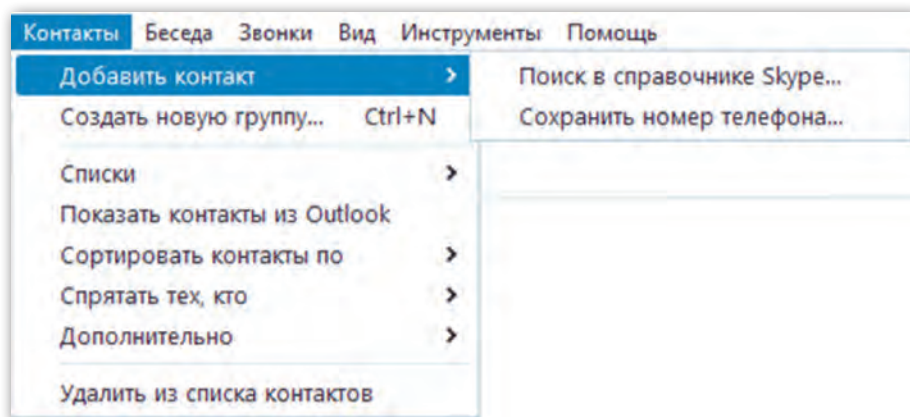 Контакты Беседа Звонки Вид Инструменты Помощь
Добавить контакт
Поиск в справочнике Skype...
Создать новую группу... Ctrl+N
Сохранить номер телефона...
Списки
Показать контакты из Outlook
Сортировать контакты по
Спрятать тех, кто
Дополнительно
Удалить из списка контактов